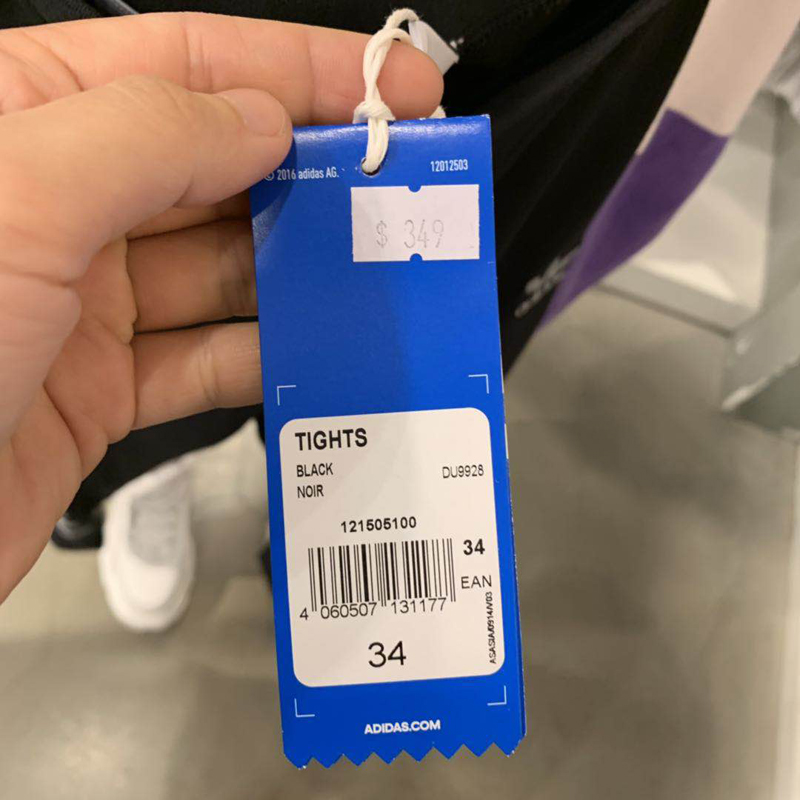 © 2016 adidas AG.
12012503
$ 349
TIGHTS
BLACK
DU9928
NOIR
121505100
34
EAN
4 060507 131177
34
ADIDAS.COM